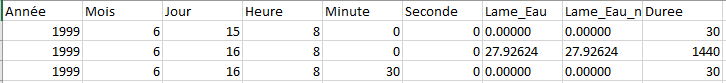 Année Mois Jour Heure Minute Seconde Lame_Eau Lame_Eau_n Duree
1999 6 15 8 0 0 0.00000 0.00000 30
1999 6 16 8 0 0 27.92624 27.92624 1440
1999 6 16 8 30 0 0.00000 0.00000 30